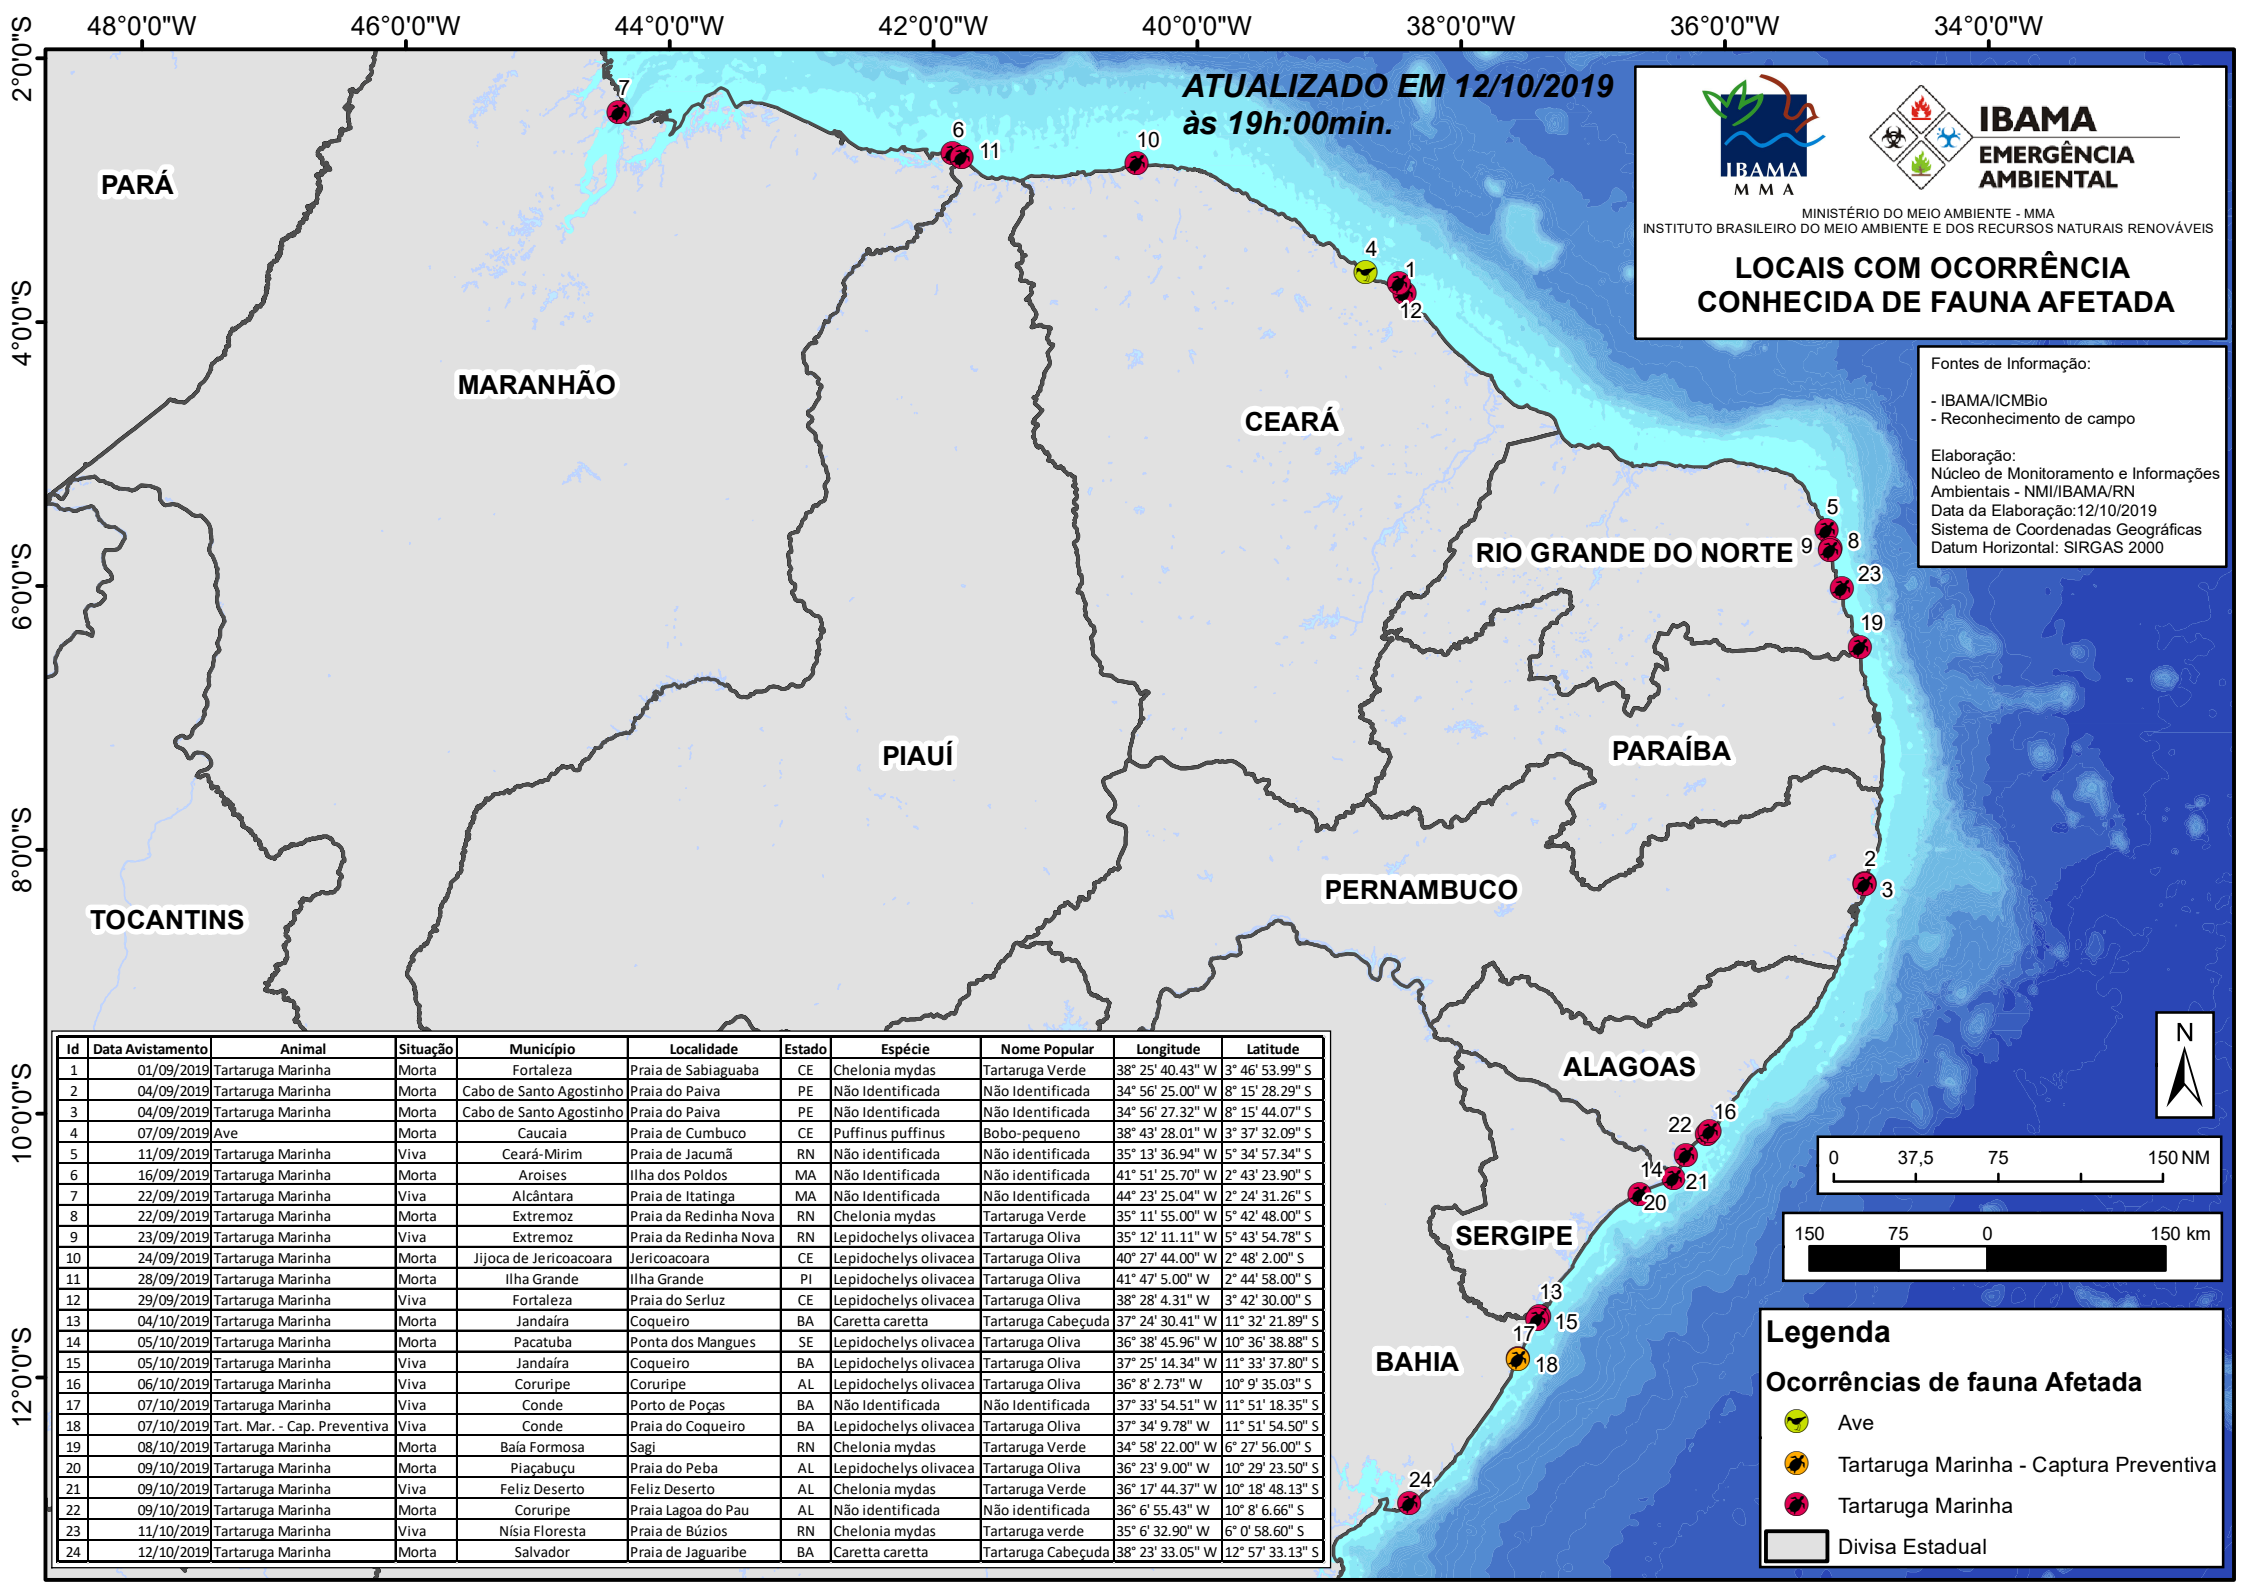 48°0'0"W 46°0'0"W 44°0'0"W 42°0'0"W 40°0'0"W 38°0'0"W 36°0'0"W 34°0'0"W
2°0'0"S
4°0'0"S
6°0'0"S
8°0'0"S
10°0'0"S
12°0'0"S
ATUALIZADO EM 12/10/2019
às 19h:00min.
IBAMA
MMA
IBAMA
EMERGÊNCIA
AMBIENTAL
MINISTÉRIO DO MEIO AMBIENTE - MMA
INSTITUTO BRASILEIRO DO MEIO AMBIENTE E DOS RECURSOS NATURAIS RENOVÁVEIS
LOCAIS COM OCORRÊNCIA
CONHECIDA DE FAUNA AFETADA
Fontes de Informação:
- IBAMA/ICMBio
- Reconhecimento de campo
Elaboração:
Núcleo de Monitoramento e Informações
Ambientais - NMI/IBAMA/RN
Data da Elaboração:12/10/2019
Sistema de Coordenadas Geográficas
Datum Horizontal: SIRGAS 2000
7
6
11
10
4
1
12
5
9
8
23
19
2
3
22
16
14
21
20
13
15
17
18
24
PARÁ
MARANHÃO
CEARÁ
RIO GRANDE DO NORTE
PIAUÍ
PARAÍBA
PERNAMBUCO
TOCANTINS
ALAGOAS
SERGIPE
BAHIA
Id Data Avistamento Animal Situação Município Localidade Estado Espécie Nome Popular Longitude Latitude
1 01/09/2019 Tartaruga Marinha Morta Fortaleza Praia de Sabiaguaba CE Chelonia mydas Tartaruga Verde 38° 25' 40.43" W 3° 46' 53.99" S
2 04/09/2019 Tartaruga Marinha Morta Cabo de Santo Agostinho Praia do Paiva PE Não Identificada Não Identificada 34° 56' 25.00" W 8° 15' 28.29" S
3 04/09/2019 Tartaruga Marinha Morta Cabo de Santo Agostinho Praia do Paiva PE Não Identificada Não Identificada 34° 56' 27.32" W 8° 15' 44.07" S
4 07/09/2019 Ave Morta Caucaia Praia de Cumbuco CE Puffinus puffinus Bobo-pequeno 38° 43' 28.01" W 3° 37' 32.09" S
5 11/09/2019 Tartaruga Marinha Viva Ceará-Mirim Praia de Jacumã RN Não identificada Não identificada 35° 13' 36.94" W 5° 34' 57.34" S
6 16/09/2019 Tartaruga Marinha Morta Aroises Ilha dos Poldos MA Não Identificada Não Identificada 41° 51' 25.70" W 2° 43' 23.90" S
7 22/09/2019 Tartaruga Marinha Viva Alcântara Praia de Itatinga MA Não Identificada Não Identificada 44° 23' 25.04" W 2° 24' 31.26" S
8 22/09/2019 Tartaruga Marinha Morta Extremoz Praia da Redinha Nova RN Chelonia mydas Tartaruga Verde 35° 11' 55.00" W 5° 42' 48.00" S
9 23/09/2019 Tartaruga Marinha Viva Extremoz Praia da Redinha Nova RN Lepidochelys olivacea Tartaruga Oliva 35° 12' 11.11" W 5° 43' 54.78" S
10 24/09/2019 Tartaruga Marinha Morta Jijoca de Jericoacoara Jericoacoara CE Lepidochelys olivacea Tartaruga Oliva 40° 27' 44.00" W 2° 48' 2.00" S
11 28/09/2019 Tartaruga Marinha Morta Ilha Grande Ilha Grande PI Lepidochelys olivacea Tartaruga Oliva 41° 47' 5.00" W 2° 44' 58.00" S
12 29/09/2019 Tartaruga Marinha Viva Fortaleza Praia do Serluz CE Lepidochelys olivacea Tartaruga Oliva 38° 28' 4.31" W 3° 42' 30.00" S
13 04/10/2019 Tartaruga Marinha Morta Jandaíra Coqueiro BA Caretta caretta Tartaruga Cabeçuda 37° 24' 30.41" W 11° 32' 21.89" S
14 05/10/2019 Tartaruga Marinha Morta Pacatuba Ponta dos Mangues SE Lepidochelys olivacea Tartaruga Oliva 36° 38' 45.96" W 10° 36' 38.88" S
15 05/10/2019 Tartaruga Marinha Viva Jandaíra Coqueiro BA Lepidochelys olivacea Tartaruga Oliva 37° 25' 14.34" W 11° 33' 37.80" S
16 06/10/2019 Tartaruga Marinha Viva Coruripe Coruripe AL Lepidochelys olivacea Tartaruga Oliva 36° 8' 2.73" W 10° 9' 35.03" S
17 07/10/2019 Tartaruga Marinha Viva Conde Porto de Poças BA Não Identificada Não Identificada 37° 33' 54.51" W 11° 51' 18.35" S
18 07/10/2019 Tart. Mar. - Cap. Preventiva Viva Conde Praia do Coqueiro BA Lepidochelys olivacea Tartaruga Oliva 37° 34' 9.78" W 11° 51' 54.50" S
19 08/10/2019 Tartaruga Marinha Morta Baía Formosa Sagi RN Chelonia mydas Tartaruga Verde 34° 58' 22.00" W 6° 27' 56.00" S
20 09/10/2019 Tartaruga Marinha Morta Piaçabuçu Praia do Peba AL Lepidochelys olivacea Tartaruga Oliva 36° 23' 9.00" W 10° 29' 23.50" S
21 09/10/2019 Tartaruga Marinha Viva Feliz Deserto Feliz Deserto AL Chelonia mydas Tartaruga Verde 36° 17' 44.37" W 10° 18' 48.13" S
22 09/10/2019 Tartaruga Marinha Morta Coruripe Praia Lagoa do Pau AL Não identificada Não identificada 36° 6' 55.43" W 10° 8' 6.66" S
23 11/10/2019 Tartaruga Marinha Viva Nísia Floresta Praia de Búzios RN Chelonia mydas Tartaruga verde 35° 6' 32.90" W 6° 0' 58.60" S
24 12/10/2019 Tartaruga Marinha Morta Salvador Praia de Jaguaribe BA Caretta caretta Tartaruga Cabeçuda 38° 23' 33.05" W 12° 57' 33.13" S
N
0 37,5 75 150 NM
150 75 0 150 km
Legenda
Ocorrências de fauna Afetada
Ave
Tartaruga Marinha - Captura Preventiva
Tartaruga Marinha
Divisa Estadual